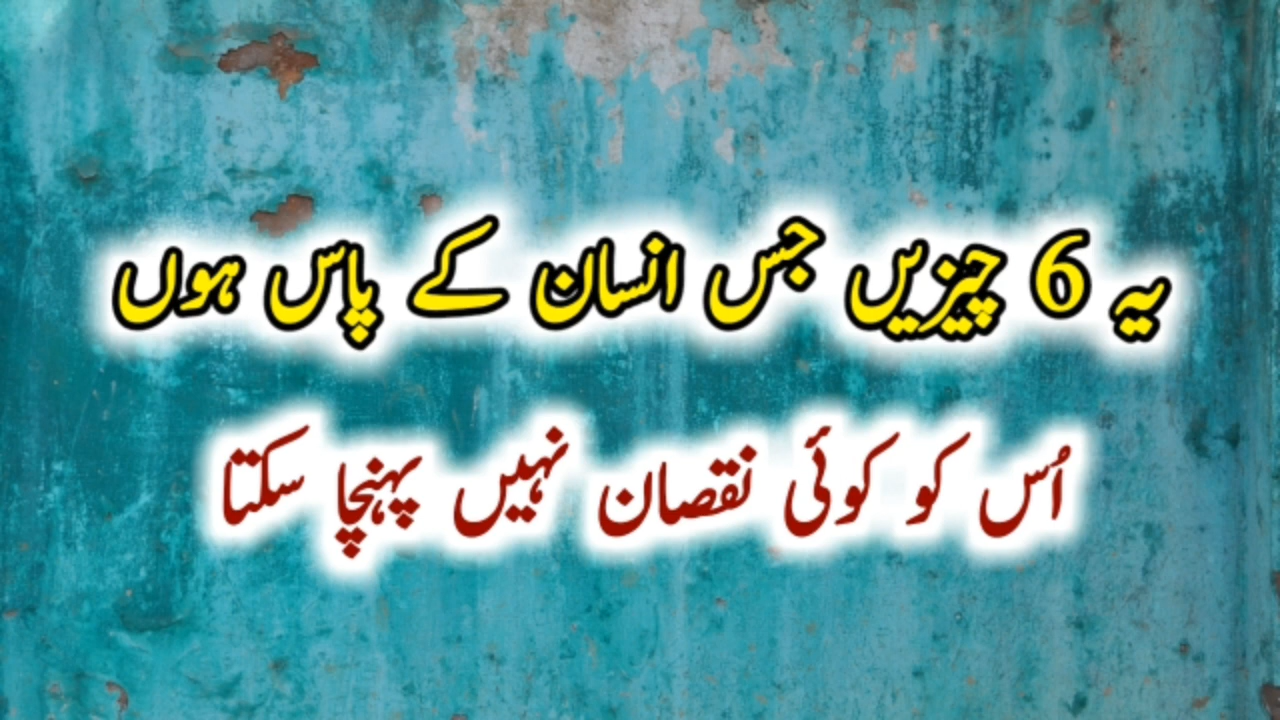 یہ 6 چیزیں جس انسان کے پاس ہوں
اُس کو کوئی نقصان نہیں پہنچا سکتا